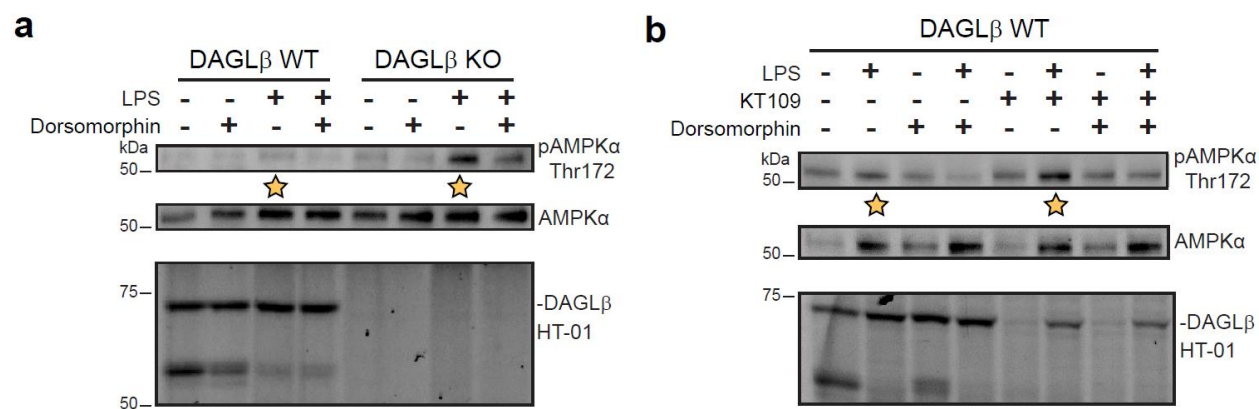 a
DAGLβ WT DAGLβ KO
LPS - - + + - - + +
Dorsomorphin - + - + - + - +
kDa
50
pAMPKα
Thr172
50
AMPKα
75
-DAGLβ
HT-01
50
b
DAGLβ WT
LPS - + - + - + - +
KT109 - - - - + + + +
Dorsomorphin - - + + - - + +
kDa
50
pAMPKα
Thr172
50
AMPKα
75
-DAGLβ
HT-01